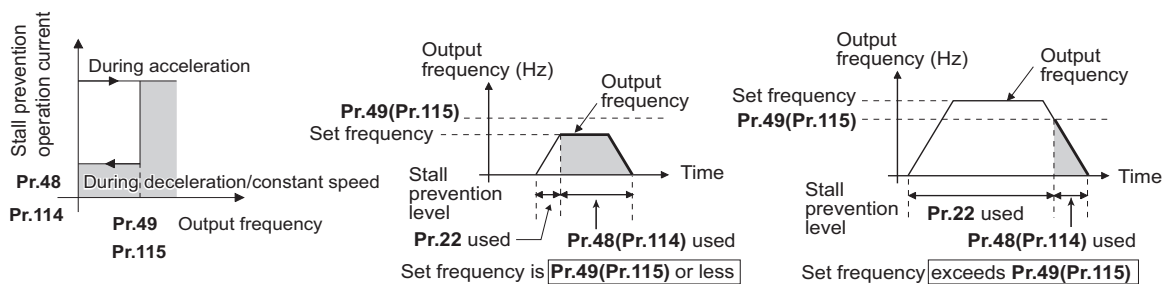 Stall prevention
operation current
During acceleration
During deceleration/constant speed
Pr.48
Pr.114
Pr.49
Pr.115
Output frequency
Output
frequency (Hz)
Output
frequency
Pr.49(Pr.115)
Set frequency
Time
Stall
prevention
level
Pr.22 used
Pr.48(Pr.114) used
Set frequency is Pr.49(Pr.115) or less
Output
frequency (Hz)
Output
frequency
Set frequency
Pr.49(Pr.115)
Time
Stall
prevention
level
Pr.22 used
Pr.48(Pr.114) used
Set frequency exceeds Pr.49(Pr.115)